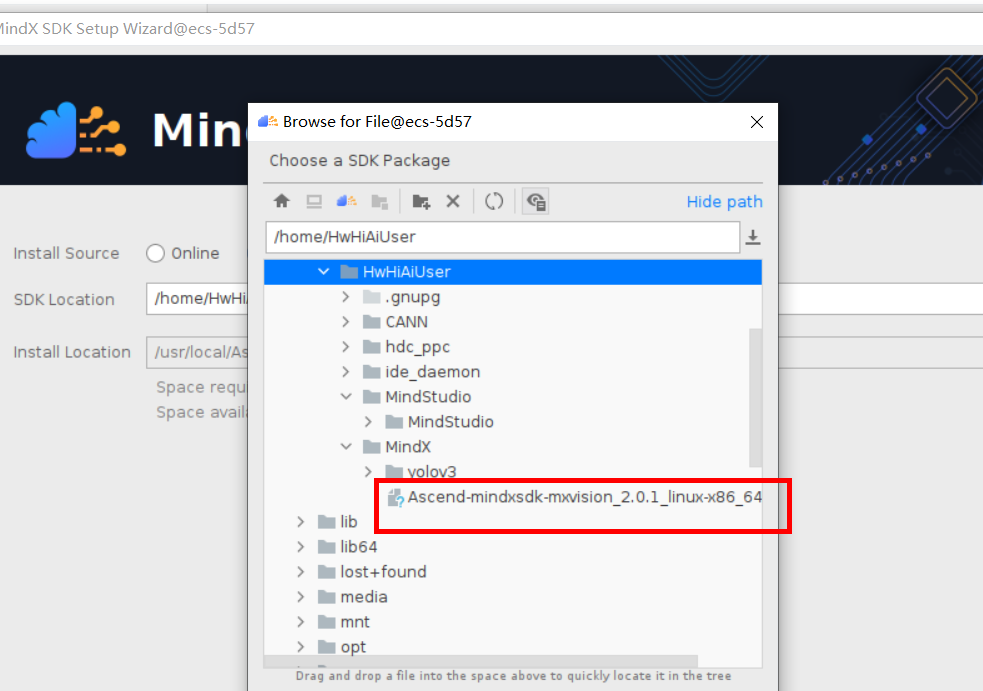 MindX SDK Setup Wizard@ecs-5d57
Min
Browse for File@ecs-5d57
Choose a SDK Package
Hide path
/home/HwHiAiUser
Install Source
Online
SDK Location
/home/HwHi
Install Location
/usr/local/As
Space requ
Space avail
HwHiAiUser
.gnupg
CANN
hdc_ppc
ide_daemon
MindStudio
MindStudio
MindX
yolov3
Ascend-mindxsdk-mxvision_2.0.1_linux-x86_64
lib
lib64
lost+found
media
mnt
opt
Drag and drop a file into the space above to quickly locate it in the tree